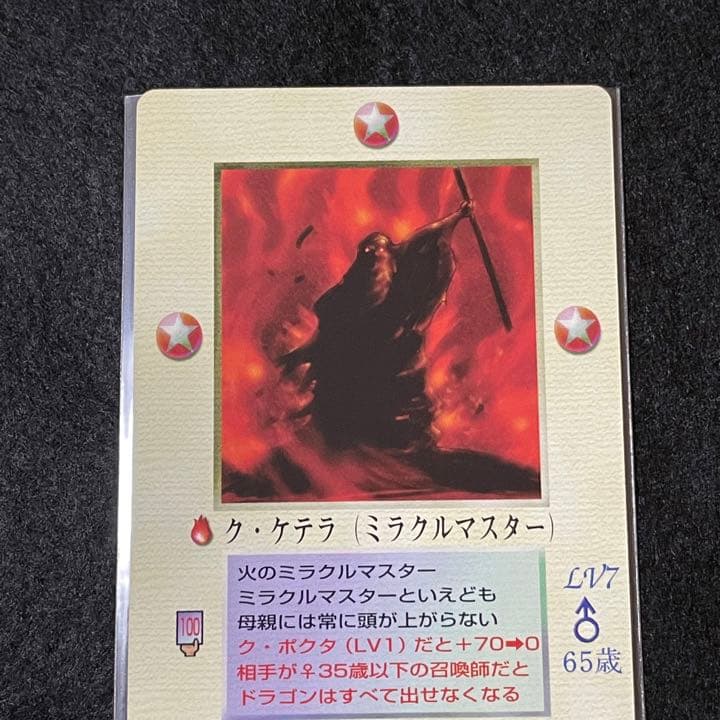 ク・ケテラ (ミラクルマスター)
火のミラクルマスター
ミラクルマスターといえども
母親には常に頭が上がらない
ク・ポクタ(LV1)だと+70➡0
相手が♀35歳以下の召喚師だと
ドラゴンはすべて出せなくなる
100
LV7
♂
65歳